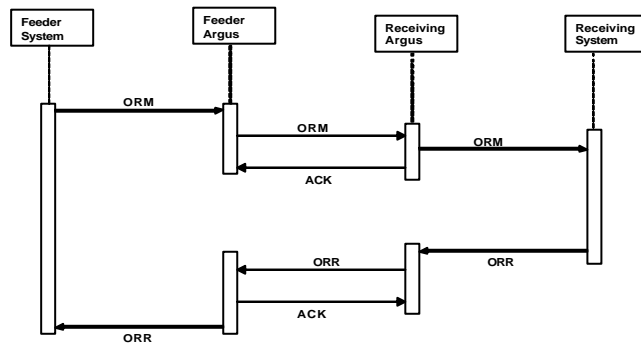 Feeder
System
Feeder
Argus
Receiving
Argus
Receiving
System
ORM
ORM
ORM
ACK
ORR
ORR
ACK
ORR